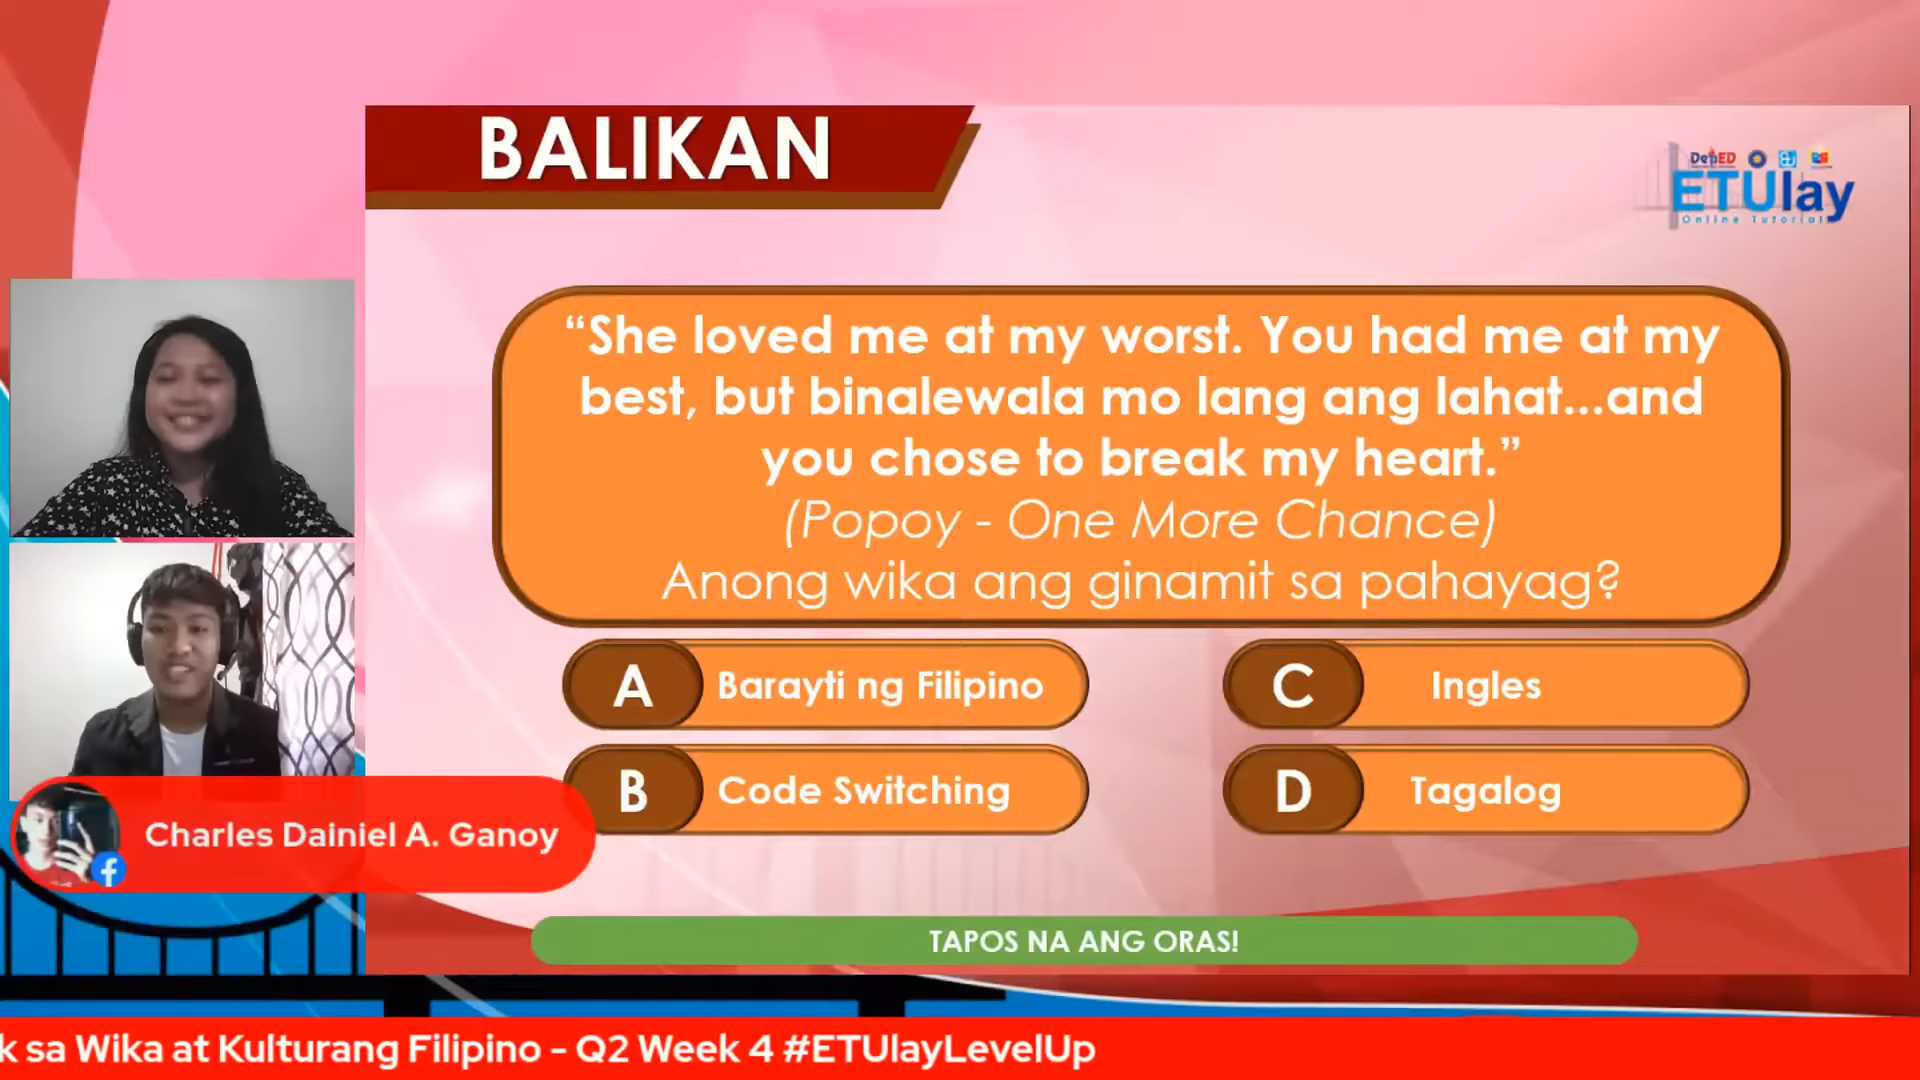 BALIKAN
DepED
ETUlay
Online Tutorial
“She loved me at my worst. You had me at my
best, but binalewala mo lang ang lahat...and
you chose to break my heart.”
(Popoy - One More Chance)
Anong wika ang ginamit sa pahayag?
A Barayti ng Filipino
C Ingles
B Code Switching
D Tagalog
Charles Dainiel A. Ganoy
TAPOS NA ANG ORAS!
k sa Wika at Kulturang Filipino - Q2 Week 4 #ETUlayLevelUp